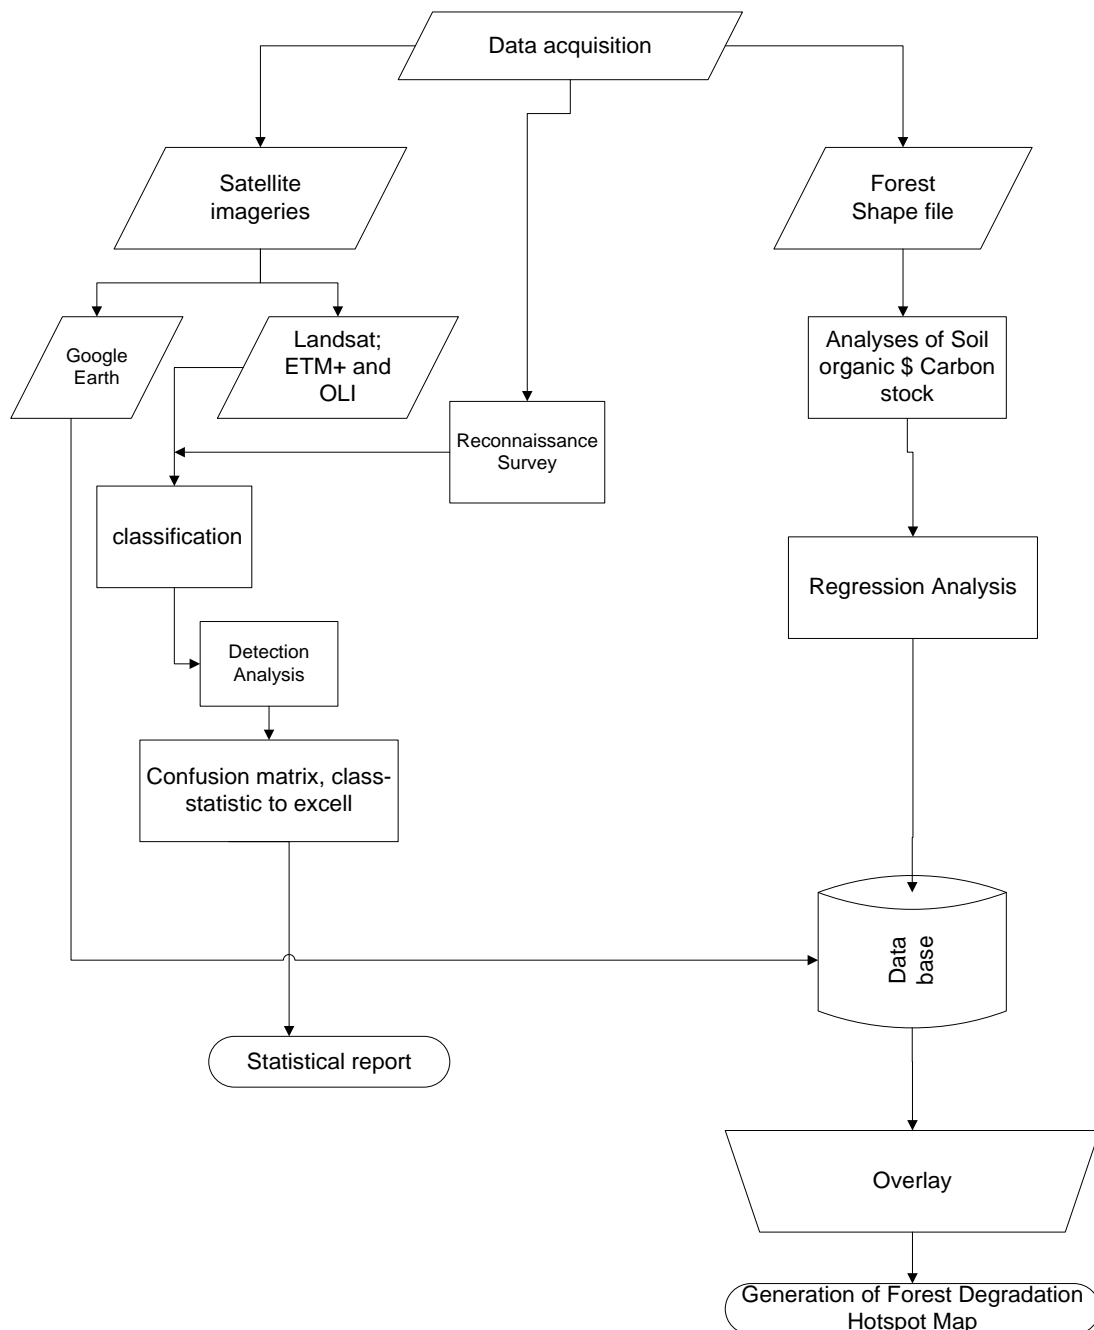 Data acquisition
Satellite
imageries
Forest
Shape file
Google
Earth
Landsat;
ETM+ and
OLI
Analyses of Soil
organic $ Carbon
stock
Reconnaissance
Survey
classification
Regression Analysis
Detection
Analysis
Confusion matrix, class-
statistic to excell
Data
base
Statistical report
Overlay
Generation of Forest Degradation
Hotspot Map